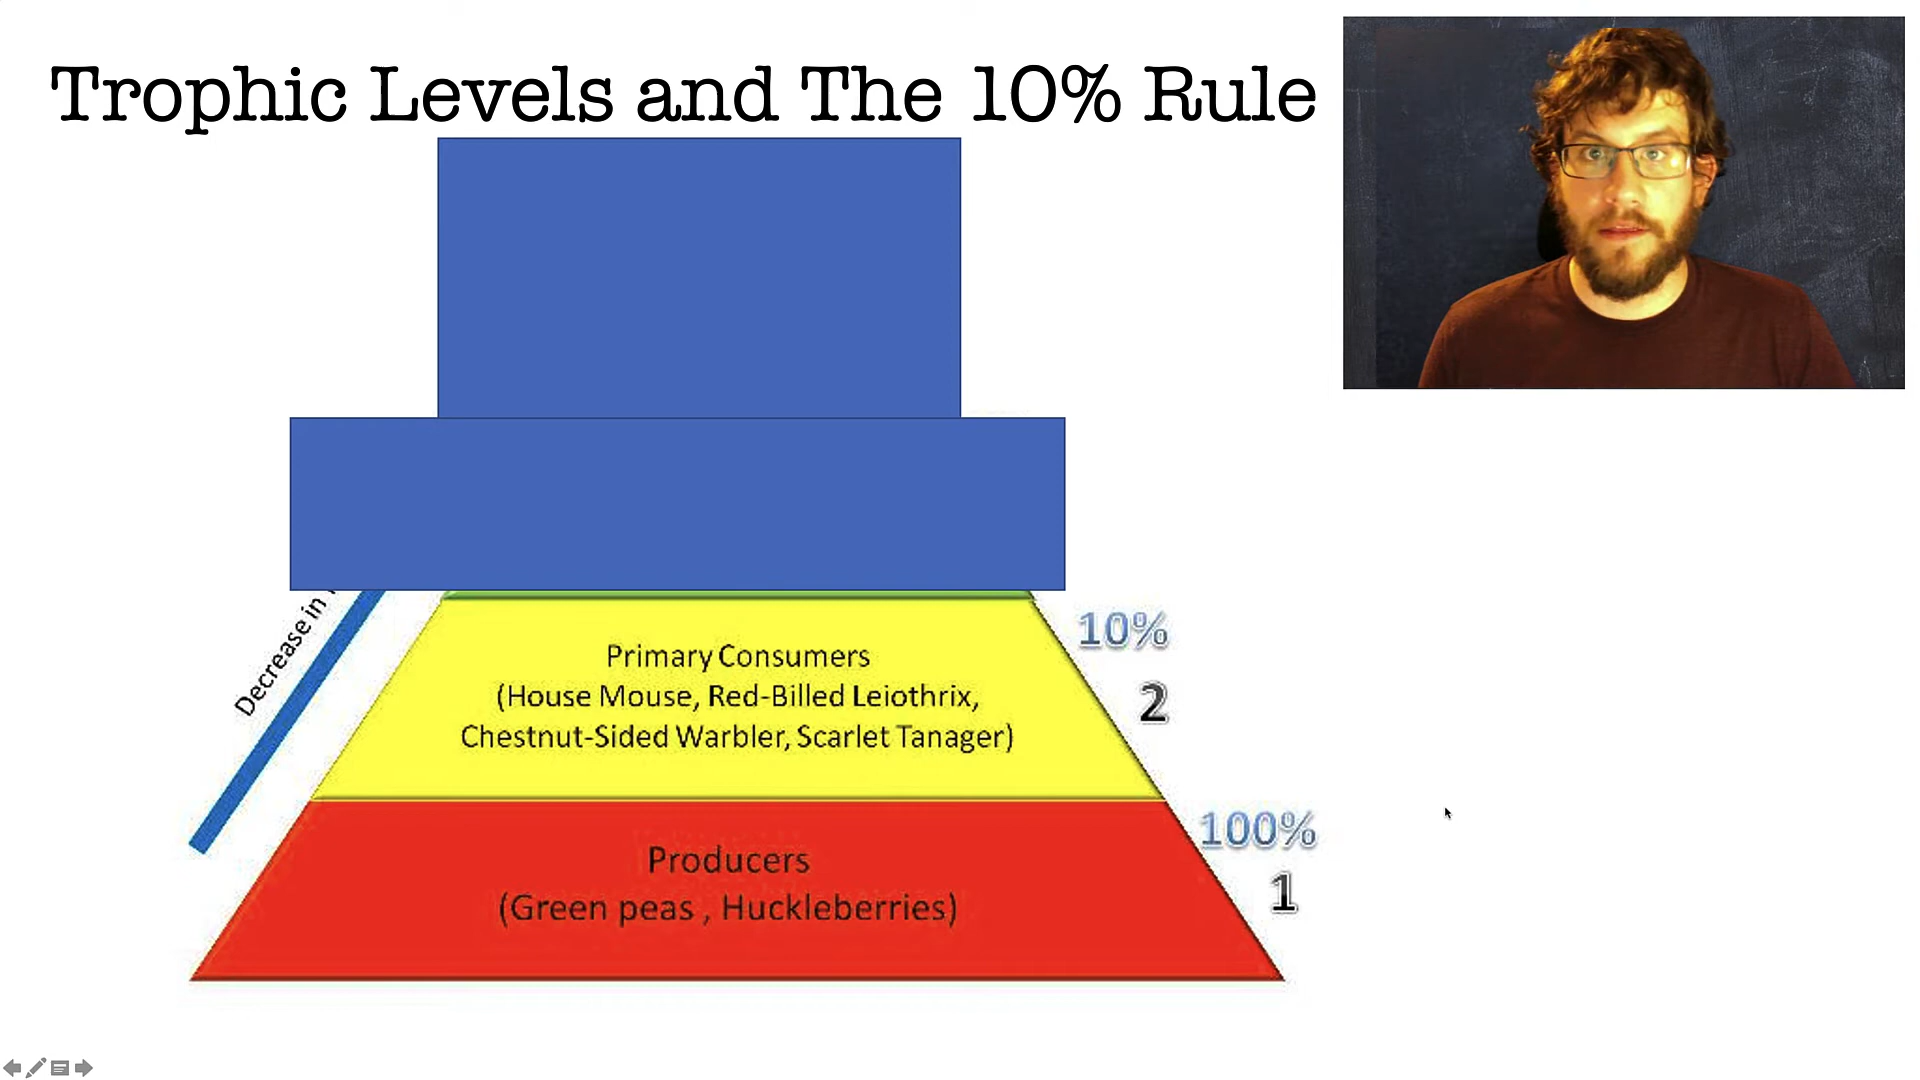 Trophic Levels and The 10% Rule
Decrease in
Primary Consumers
(House Mouse, Red-Billed Leiothrix,
Chestnut-Sided Warbler, Scarlet Tanager)
10%
2
Producers
(Green peas , Huckleberries)
100%
1